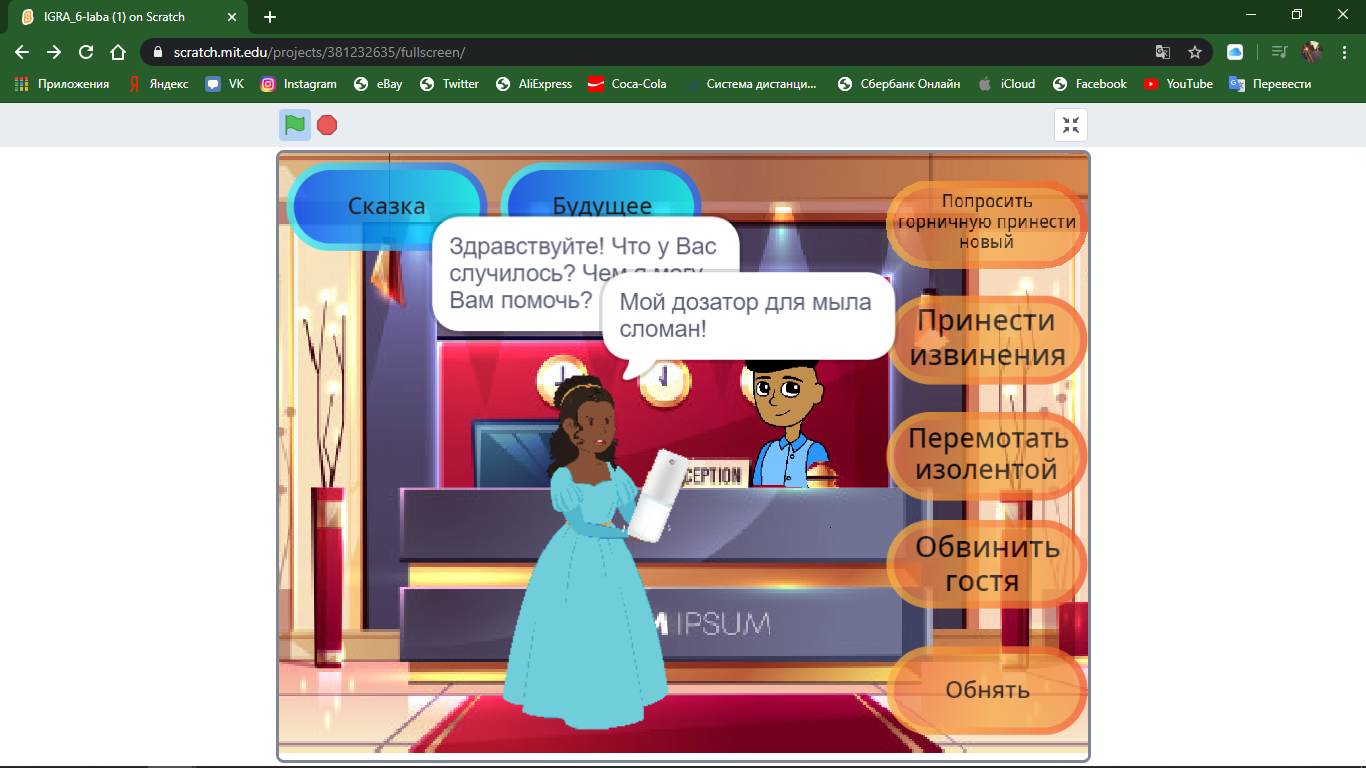 IGRA_6-laba (1) on Scratch
scratch.mit.edu/projects/381232635/fullscreen/
Приложения
Яндекс
VK
Instagram
eBay
Twitter
AliExpress
Coca-Cola
Система дистанци...
Сбербанк Онлайн
iCloud
Facebook
YouTube
Перевести
Сказка
Будущее
Здравствуйте! Что у Вас
случилось? Чем я могу
Вам помочь?
Мой дозатор для мыла
сломан!
Попросить
горничную принести
новый
Принести
извинения
Перемотать
изолентой
Обвинить
гостя
Обнять
CEPTION
M IPSUM